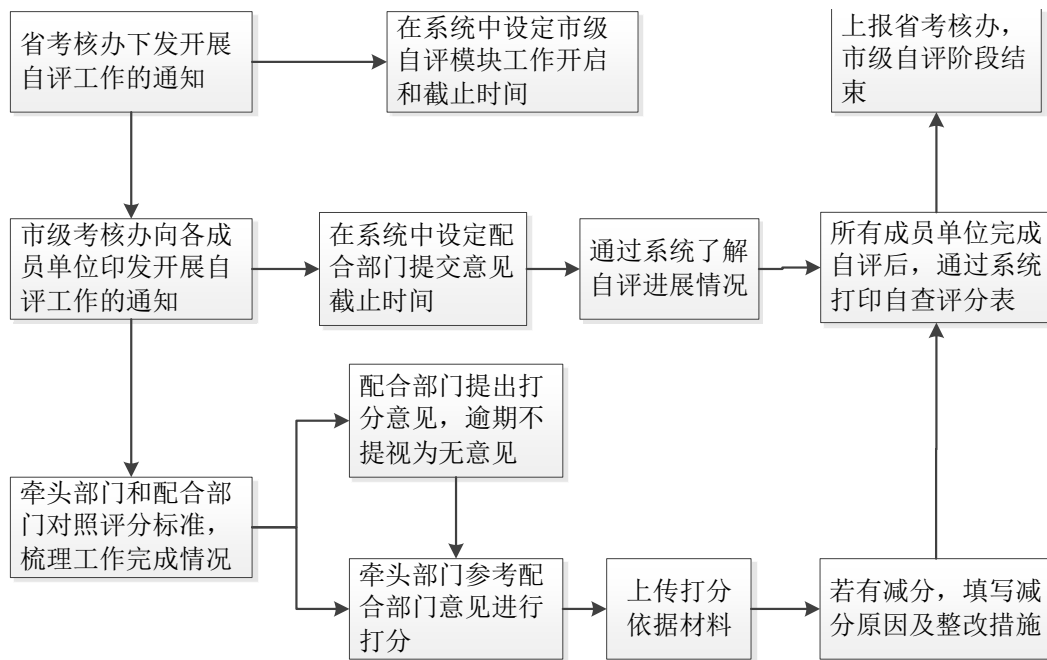 省考核办下发开展
自评工作的通知
在系统中设定市级
自评模块工作开启
和截止时间
上报省考核办，
市级自评阶段结
束
市级考核办向各成
员单位印发开展自
评工作的通知
在系统中设定配
合部门提交意见
截止时间
通过系统了解
自评进展情况
所有成员单位完成
自评后，通过系统
打印自查评分表
配合部门提出打
分意见，逾期不
提视为无意见
牵头部门和配合部
门对照评分标准，
梳理工作完成情况
牵头部门参考配
合部门意见进行
打分
上传打分
依据材料
若有减分，填写减
分原因及整改措施